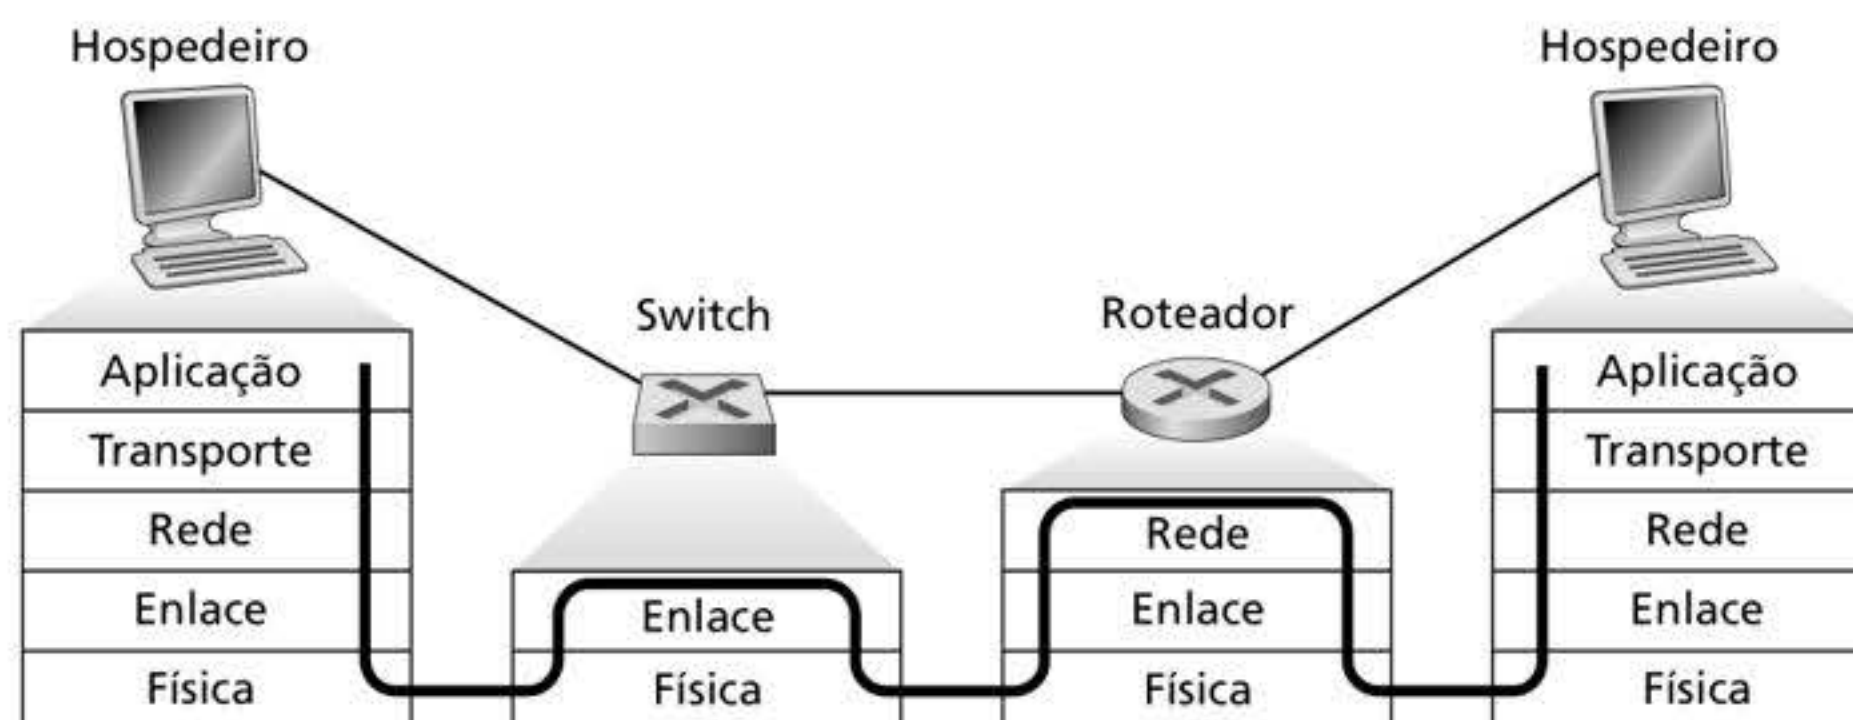 Hospedeiro
Hospedeiro
Switch
Roteador
Aplicação
Transporte
Rede
Enlace
Física
Enlace
Física
Rede
Enlace
Física
Aplicação
Transporte
Rede
Enlace
Física